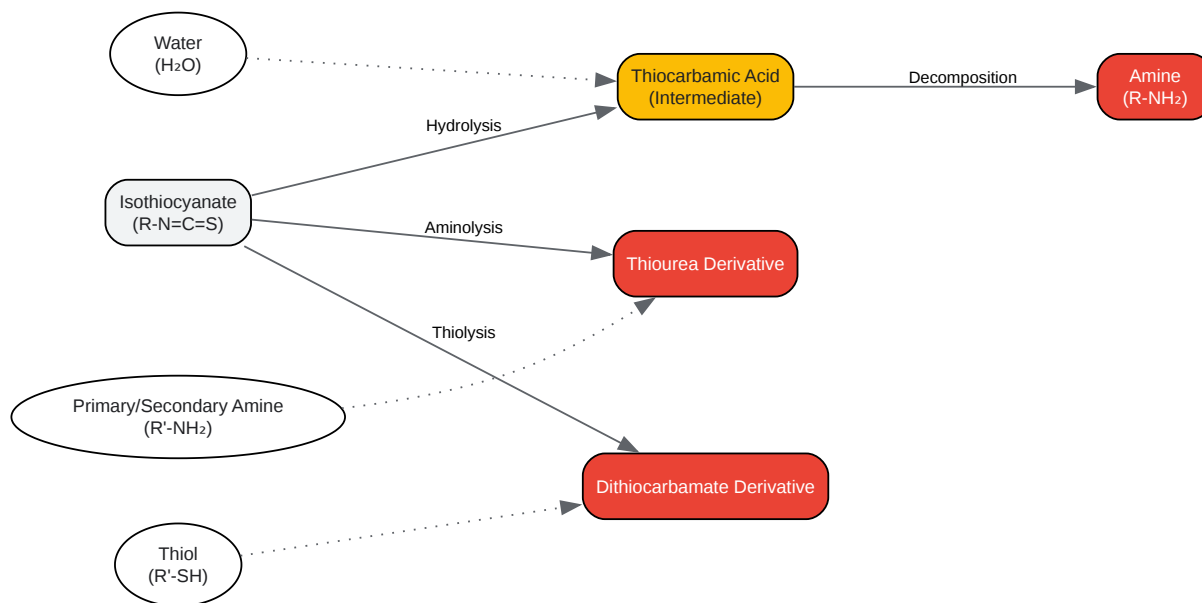 Water
(H₂O)
Thiocarbamic Acid
(Intermediate)
Decomposition
Amine
(R-NH₂)
Hydrolysis
Isothiocyanate
(R-N=C=S)
Aminolysis
Thiourea Derivative
Thiolysis
Primary/Secondary Amine
(R'-NH₂)
Dithiocarbamate Derivative
Thiol
(R'-SH)